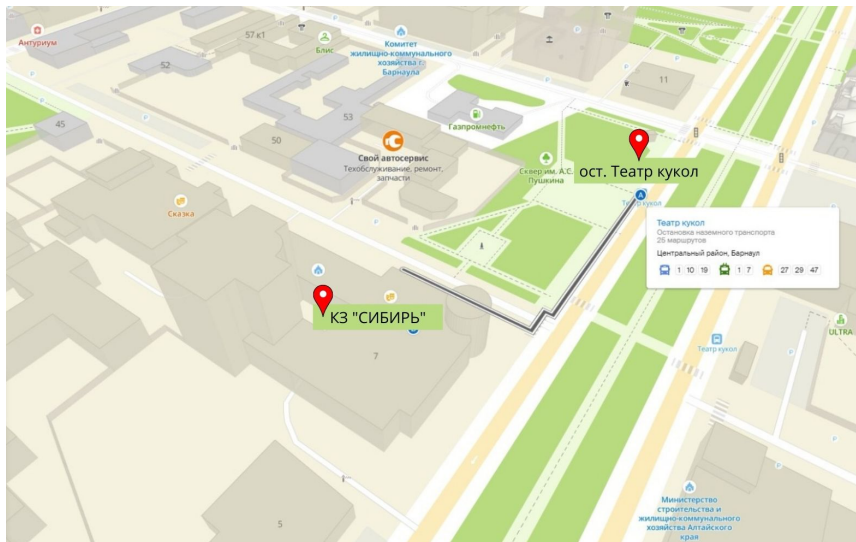 Антуриум
57 к1
Блис
52
Комитет
жилищно-коммунального
хозяйства
Барнаула
11
45
50
53
Газпромнефть
Свой автосервис
Техобслуживание, ремонт,
запчасти
Сквер им. А.С.
Пушкина
ост. Театр кукол
Театр кукол
Сказка
Театр кукол
Остановка наземного транспорта
25 маршрутов
Центральный район, Барнаул
1 10 19 1 7 27 29 47
КЗ "СИБИРЬ"
7
ULTRA
Театр кукол
5
Министерство
строительства и
жилищно-коммунального
хозяйства Алтайского
края
A
P